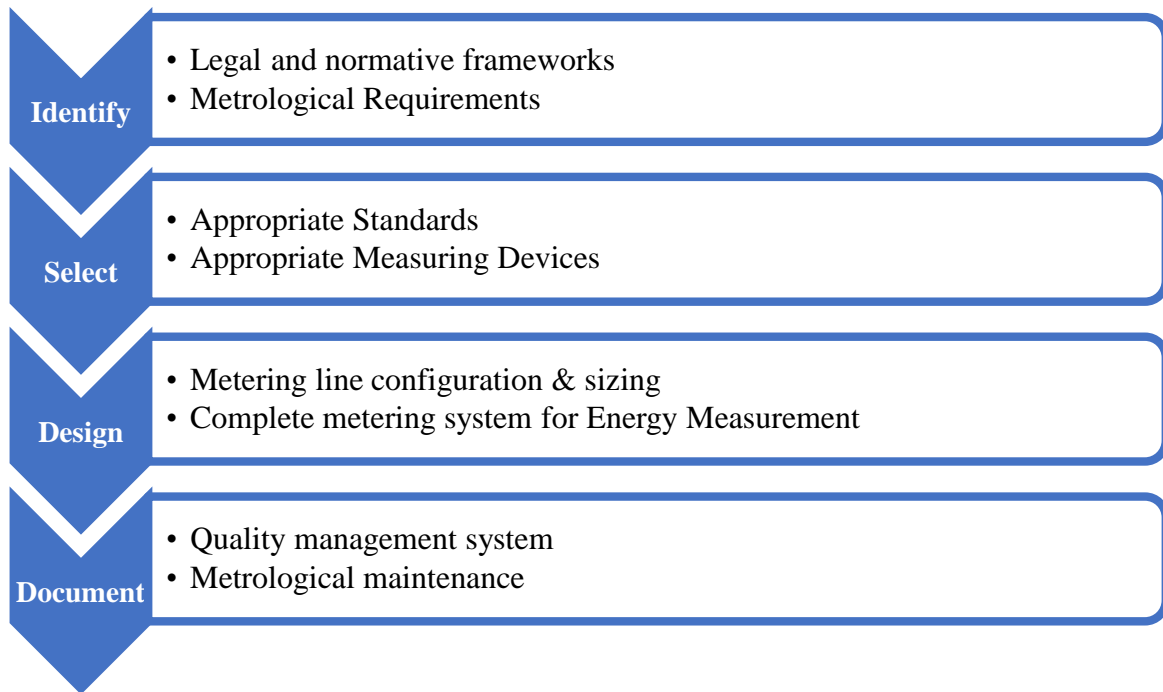 Identify
• Legal and normative frameworks
• Metrological Requirements
Select
• Appropriate Standards
• Appropriate Measuring Devices
Design
• Metering line configuration & sizing
• Complete metering system for Energy Measurement
Document
• Quality management system
• Metrological maintenance